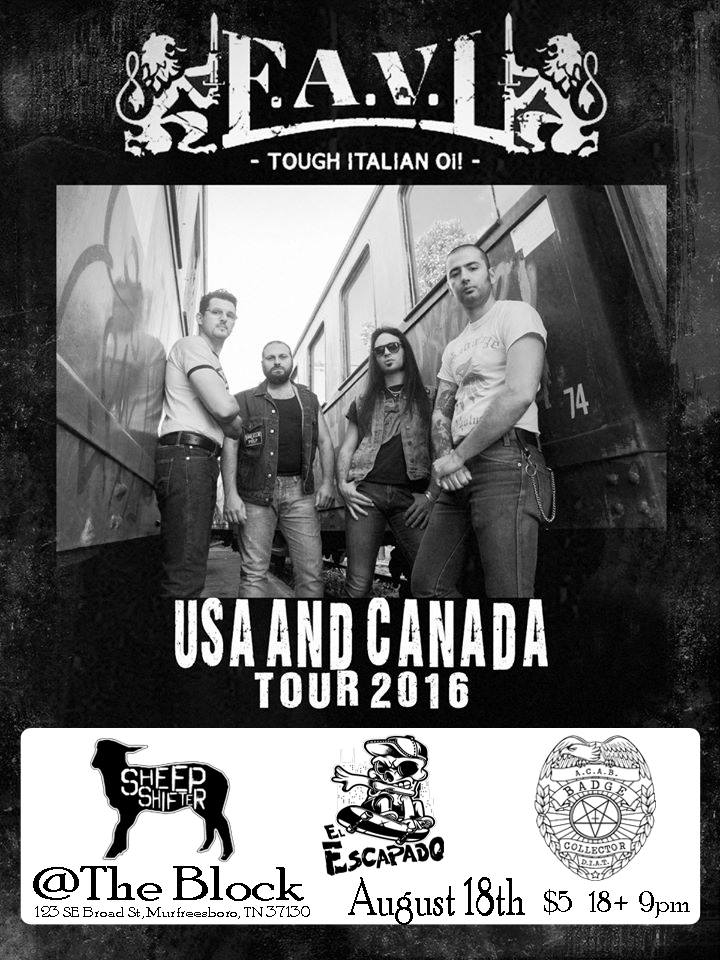 F.A.V.L
- TOUGH ITALIAN OI! -
74
USA AND CANADA
TOUR 2016
SHEEP
SHIFTER
EL
ESCAPADO
A.C.A.B.
BADGE
COLLECTOR
D.I.A.T.
@The Block
123 SE Broad St, Murfreesboro, TN 37130
August 18th $5 18+ 9pm